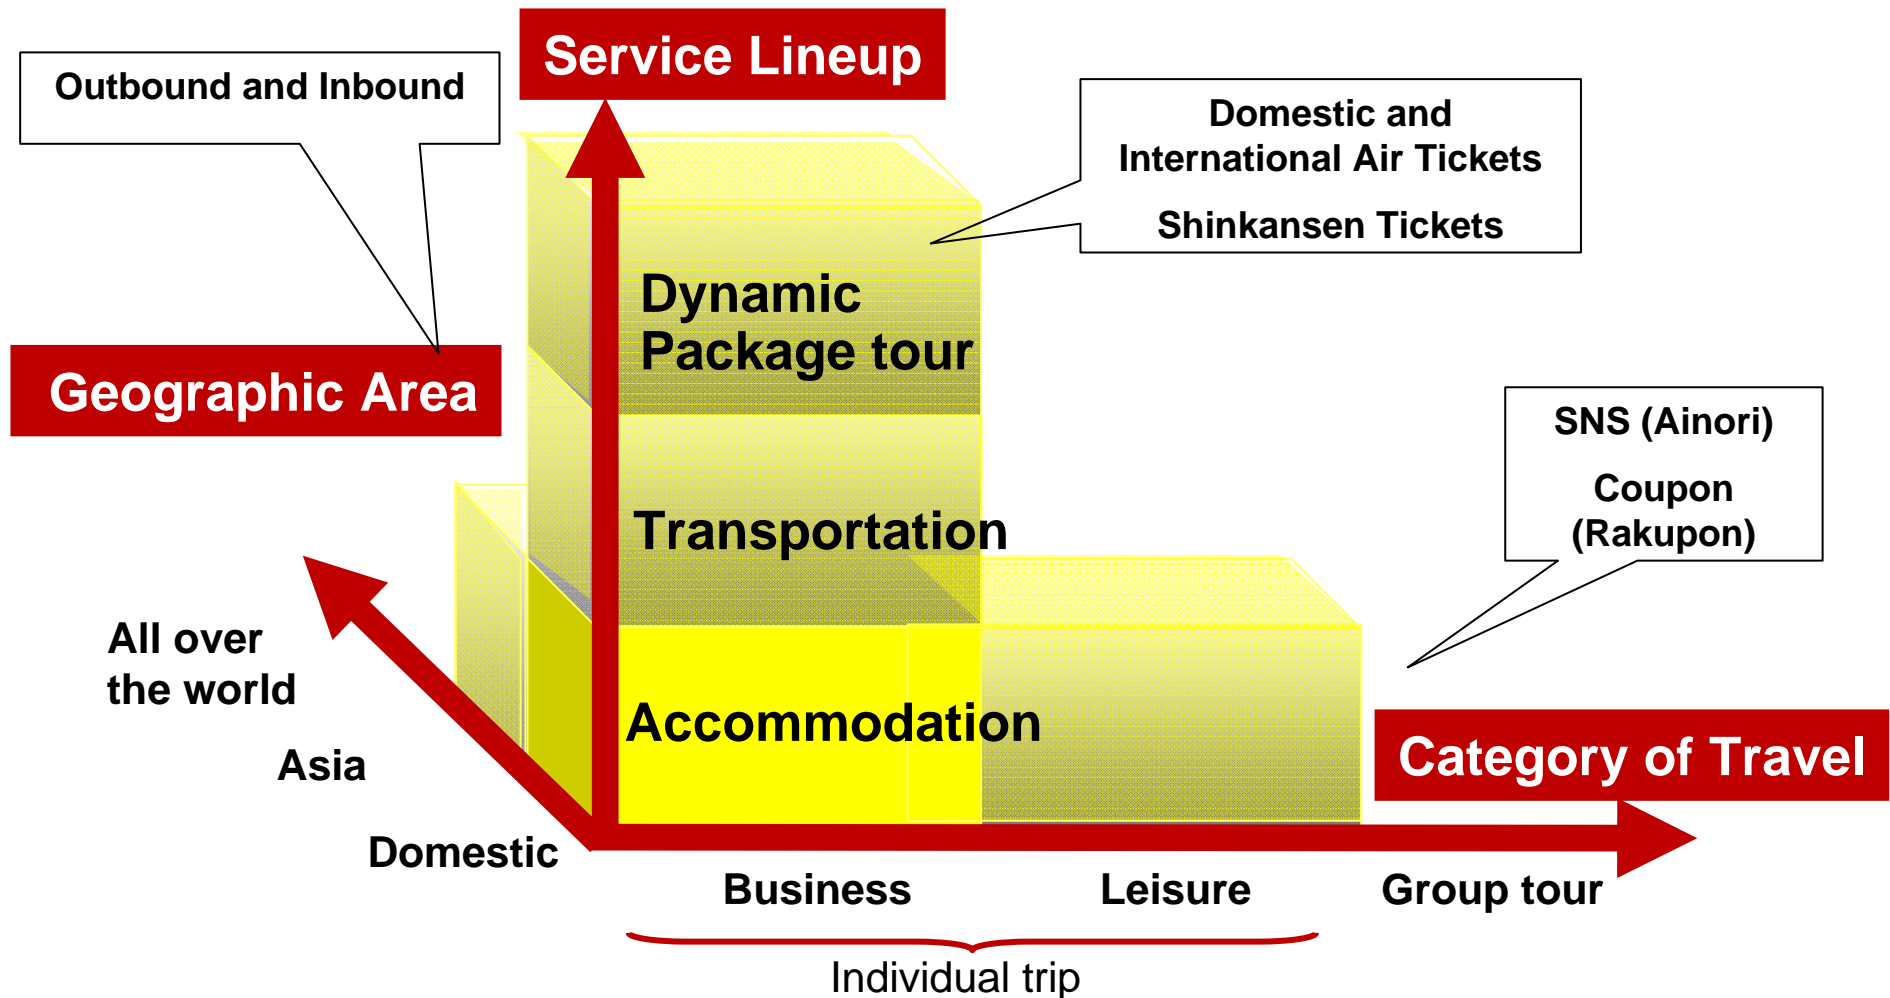 Service Lineup
Outbound and Inbound
Domestic and
International Air Tickets
Shinkansen Tickets
Dynamic
Package tour
Geographic Area
SNS (Ainori)
Coupon
(Rakupon)
Transportation
All over
the world
Accommodation
Category of Travel
Asia
Domestic
Business
Leisure
Group tour
Individual trip